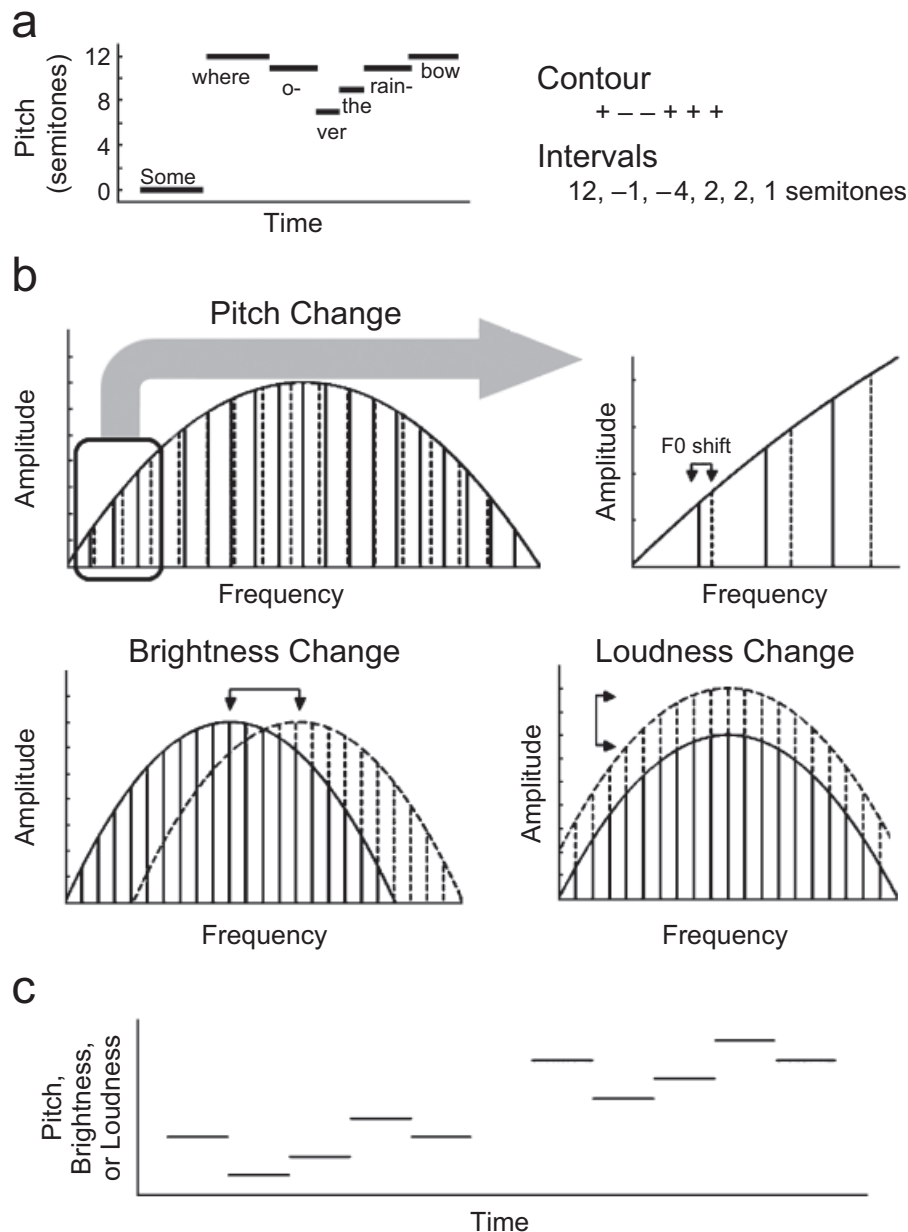 a
Pitch
(semitones)
12
8
4
0
Some
where
o-
ver
the
rain-
bow
Time
Contour
+ – – + + +
Intervals
12, –1, –4, 2, 2, 1 semitones
b
Pitch Change
Amplitude
Frequency
F0 shift
Amplitude
Frequency
Brightness Change
Amplitude
Frequency
Loudness Change
Amplitude
Frequency
c
Pitch,
Brightness,
or Loudness
Time